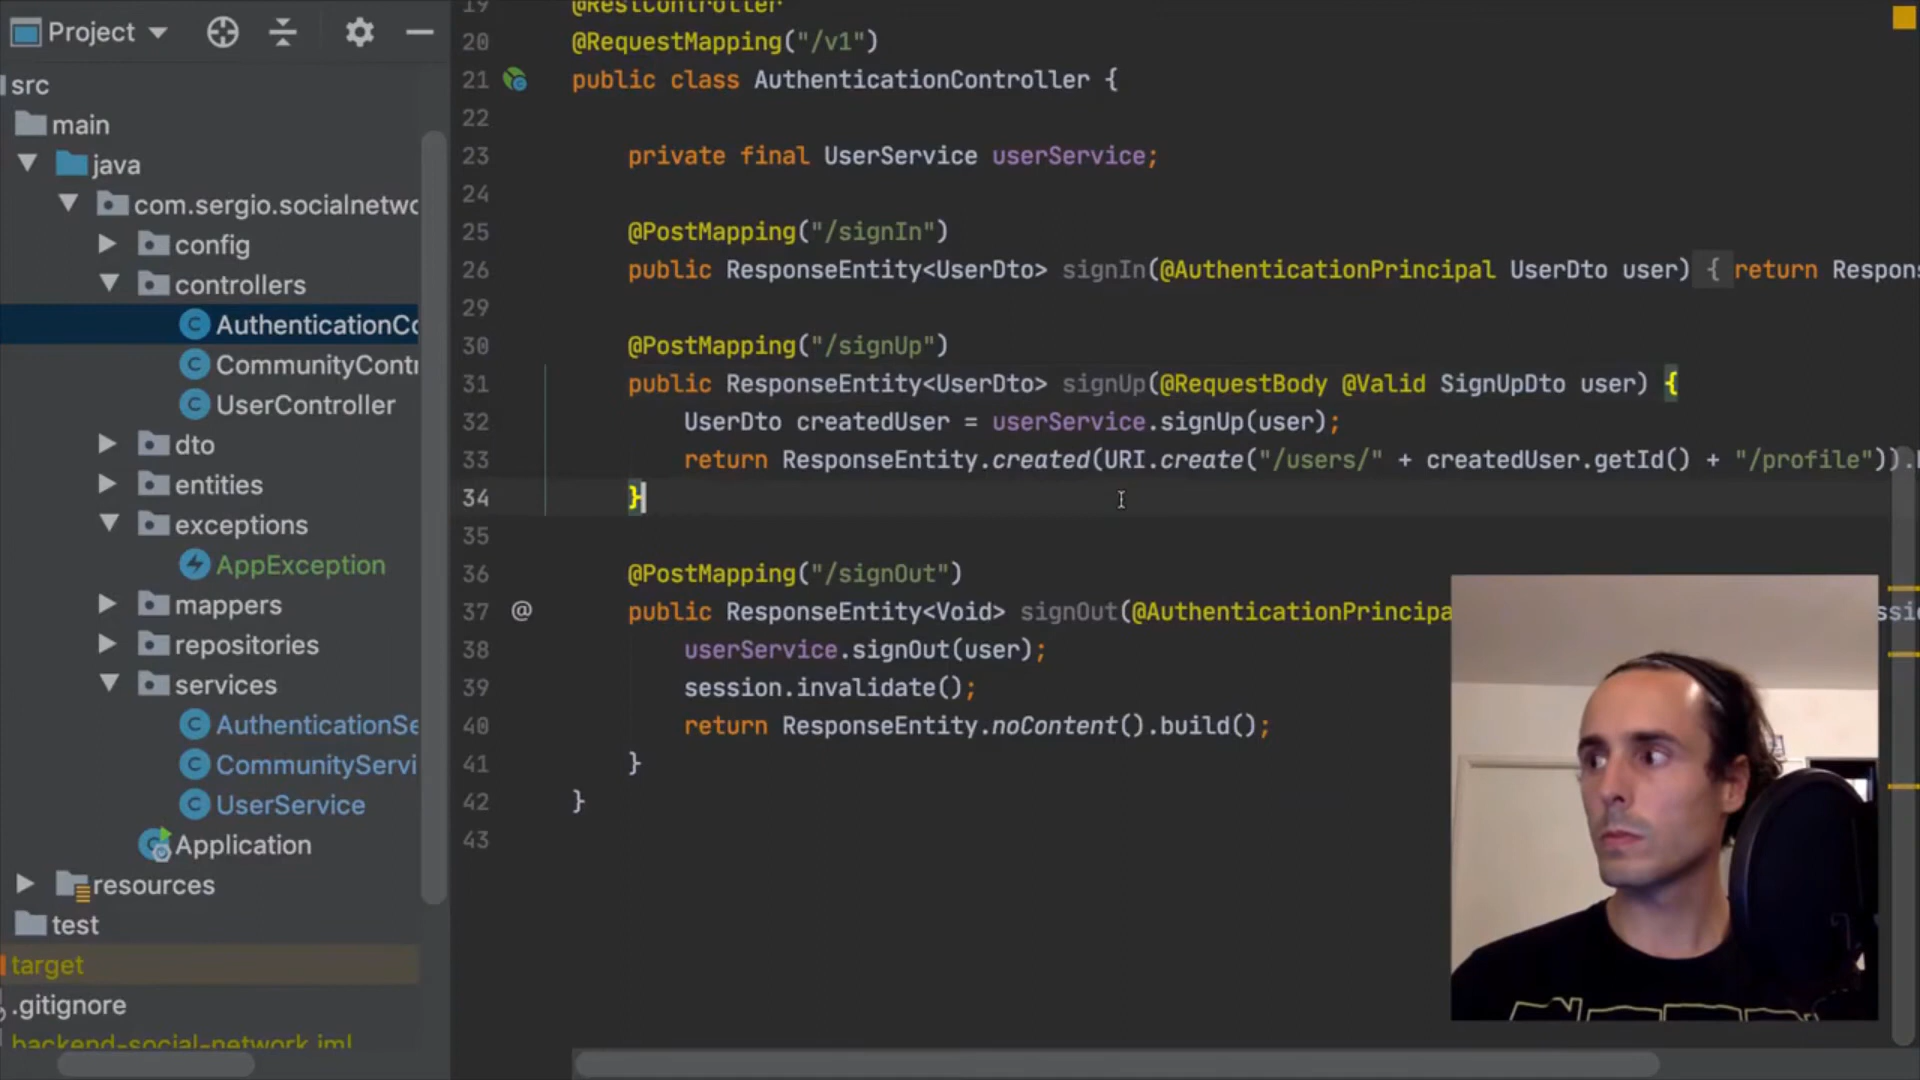 Project
src
main
java
com.sergio.socialnetwo
config
controllers
AuthenticationCo
CommunityContr
UserController
dto
entities
exceptions
AppException
mappers
repositories
services
AuthenticationSe
CommunityServi
UserService
Application
resources
test
target
.gitignore
backend-social-network.iml
19 @RestController
20 @RequestMapping("/v1")
21 public class AuthenticationController {
22
23 private final UserService userService;
24
25 @PostMapping("/signIn")
26 public ResponseEntity<UserDto> signIn(@AuthenticationPrincipal UserDto user) { return Respons
29
30 @PostMapping("/signUp")
31 public ResponseEntity<UserDto> signUp(@RequestBody @Valid SignUpDto user) {
32 UserDto createdUser = userService.signUp(user);
33 return ResponseEntity.created(URI.create("/users/" + createdUser.getId() + "/profile")).
34 }
35
36 @PostMapping("/signOut")
37 @ public ResponseEntity<Void> signOut(@AuthenticationPrincipa ssio
38 userService.signOut(user);
39 session.invalidate();
40 return ResponseEntity.noContent().build();
41 }
42 }
43